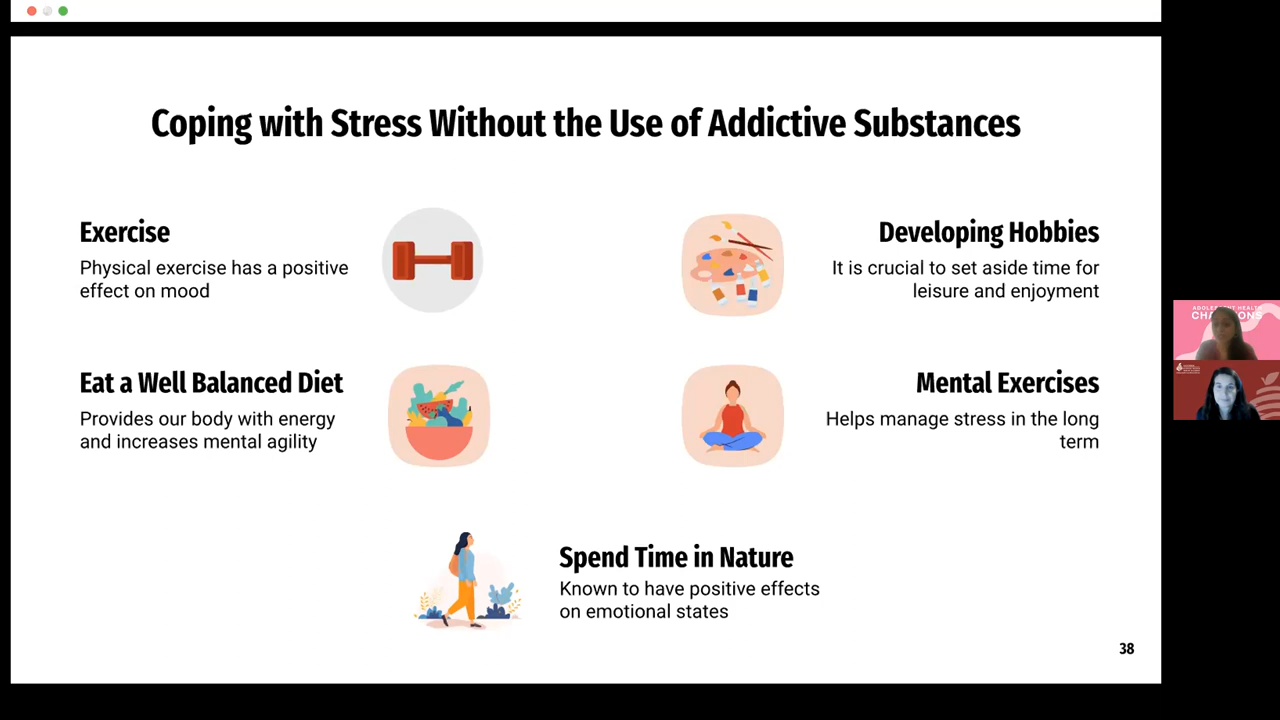 Coping with Stress Without the Use of Addictive Substances
Exercise
Physical exercise has a positive
effect on mood
Developing Hobbies
It is crucial to set aside time for
leisure and enjoyment
Eat a Well Balanced Diet
Provides our body with energy
and increases mental agility
Mental Exercises
Helps manage stress in the long
term
Spend Time in Nature
Known to have positive effects
on emotional states
38